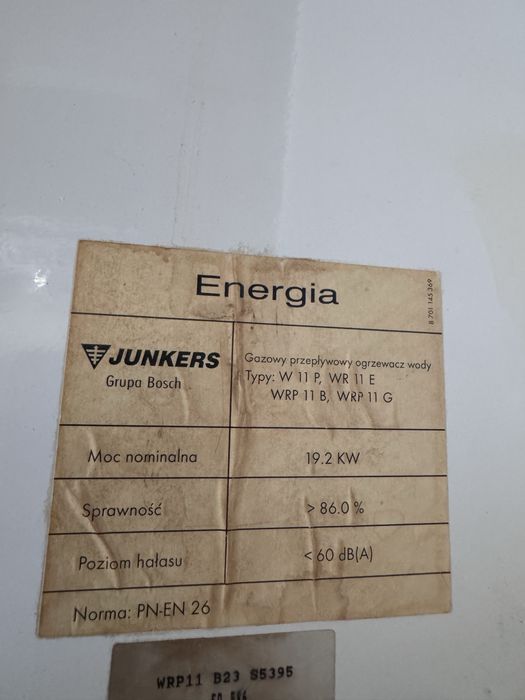 Energia
8 701 145 369
JUNKERS
Grupa Bosch
Gazowy przepływowy ogrzewacz wody
Typy: W 11 P, WR 11 E
WRP 11 B, WRP 11 G
Moc nominalna 19.2 KW
Sprawność > 86.0 %
Poziom hałasu < 60 dB(A)
Norma: PN-EN 26
WRP11 B23 S5395